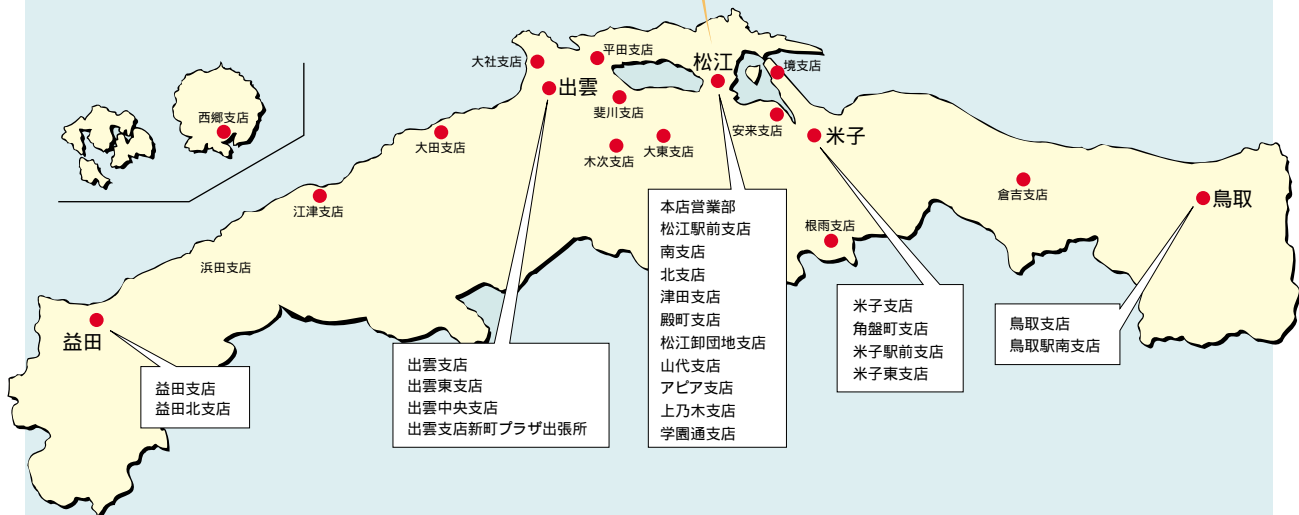 西郷支店
大社支店
平田支店
出雲
斐川支店
松江
境支店
安来支店
米子
大田支店
木次支店
大東支店
江津支店
浜田支店
益田
根雨支店
倉吉支店
鳥取
益田支店
益田北支店
出雲支店
出雲東支店
出雲中央支店
出雲支店新町プラザ出張所
本店営業部
松江駅前支店
南支店
北支店
津田支店
殿町支店
松江卸団地支店
山代支店
アピア支店
上乃木支店
学園通支店
米子支店
角盤町支店
米子駅前支店
米子東支店
鳥取支店
鳥取駅南支店